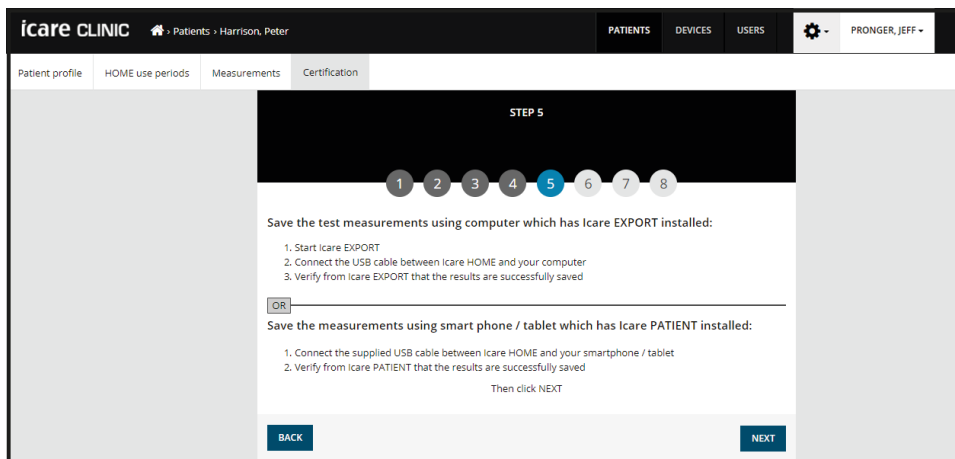 icare CLINIC › Patients › Harrison, Peter PATIENTS DEVICES USERS PRONGER, JEFF
Patient profile HOME use periods Measurements Certification
STEP 5
1 2 3 4 5 6 7 8
Save the test measurements using computer which has Icare EXPORT installed:
1. Start Icare EXPORT
2. Connect the USB cable between Icare HOME and your computer
3. Verify from Icare EXPORT that the results are successfully saved
OR
Save the measurements using smart phone / tablet which has Icare PATIENT installed:
1. Connect the supplied USB cable between Icare HOME and your smartphone / tablet
2. Verify from Icare PATIENT that the results are successfully saved
Then click NEXT
BACK NEXT